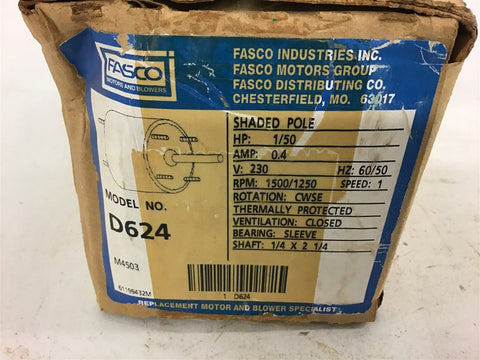 FASCO
MOTORS AND BLOWERS
FASCO INDUSTRIES INC.
FASCO MOTORS GROUP
FASCO DISTRIBUTING CO.
CHESTERFIELD, MO. 63017
MODEL NO.
D624
M4503
61196432M
SHADED POLE
HP: 1/50
AMP: 0.4
V: 230 HZ: 60/50
RPM: 1500/1250 SPEED: 1
ROTATION: CWSE
THERMALLY PROTECTED
VENTILATION: CLOSED
BEARING: SLEEVE
SHAFT: 1/4 X 2 1/4
1 D624
REPLACEMENT MOTOR AND BLOWER SPECIALIST